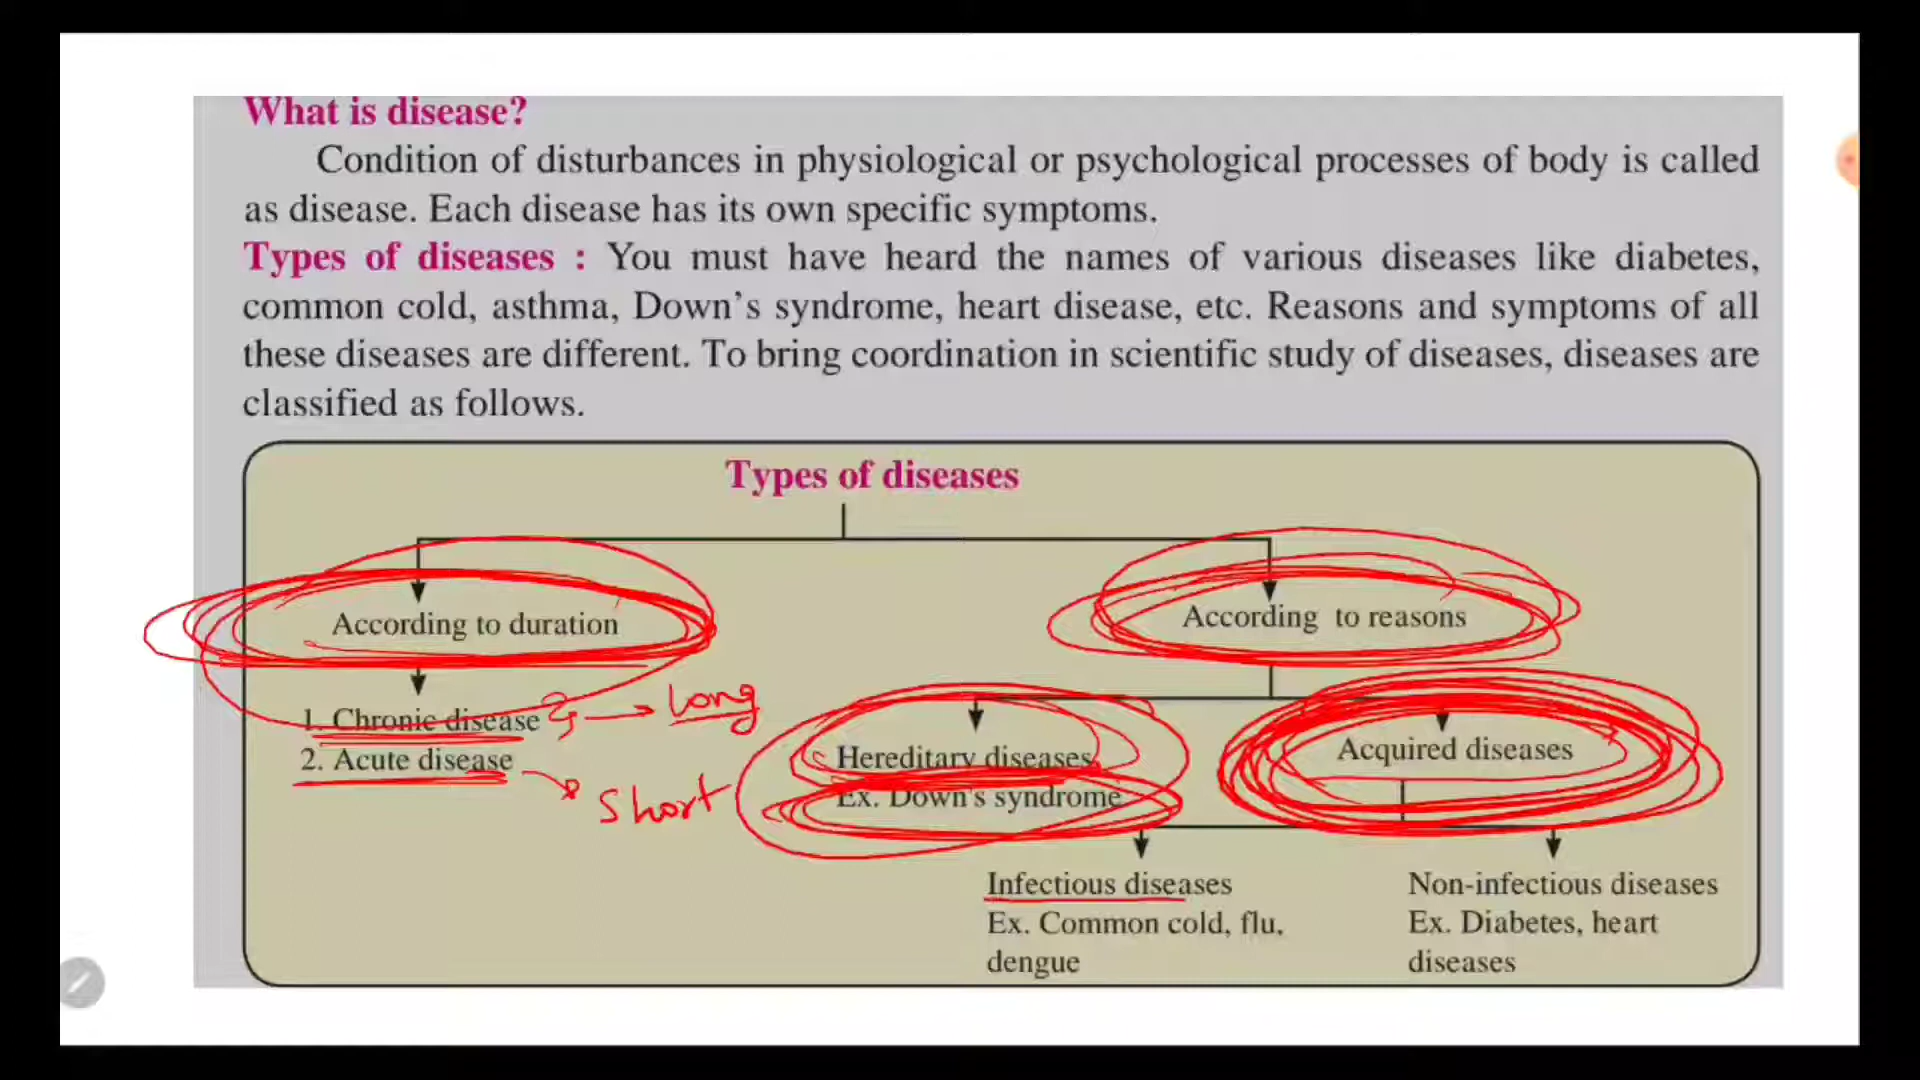 What is disease?
Condition of disturbances in physiological or psychological processes of body is called
as disease. Each disease has its own specific symptoms.
Types of diseases : You must have heard the names of various diseases like diabetes,
common cold, asthma, Down's syndrome, heart disease, etc. Reasons and symptoms of all
these diseases are different. To bring coordination in scientific study of diseases, diseases are
classified as follows.
Types of diseases
According to duration
According to reasons
1. Chronic disease
Long
2. Acute disease
Short
Hereditary diseases
Ex. Down's syndrome
Acquired diseases
Infectious diseases
Ex. Common cold, flu,
dengue
Non-infectious diseases
Ex. Diabetes, heart
diseases